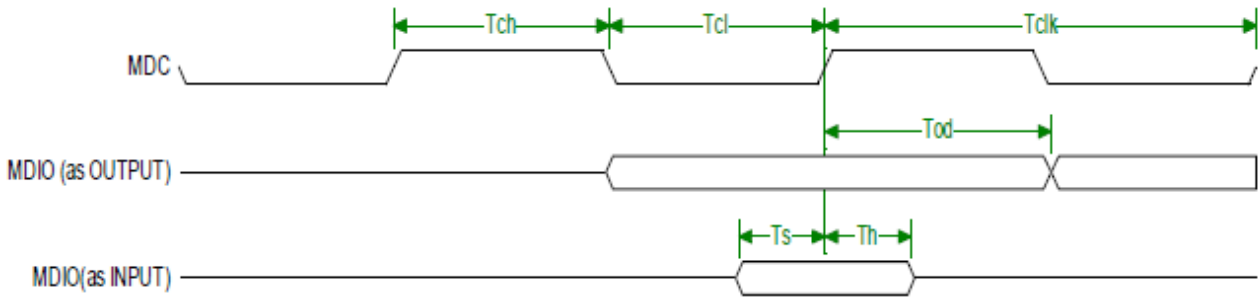 Tch Tcl Tclk
MDC
Tod
MDIO (as OUTPUT)
Ts Th
MDIO(as INPUT)